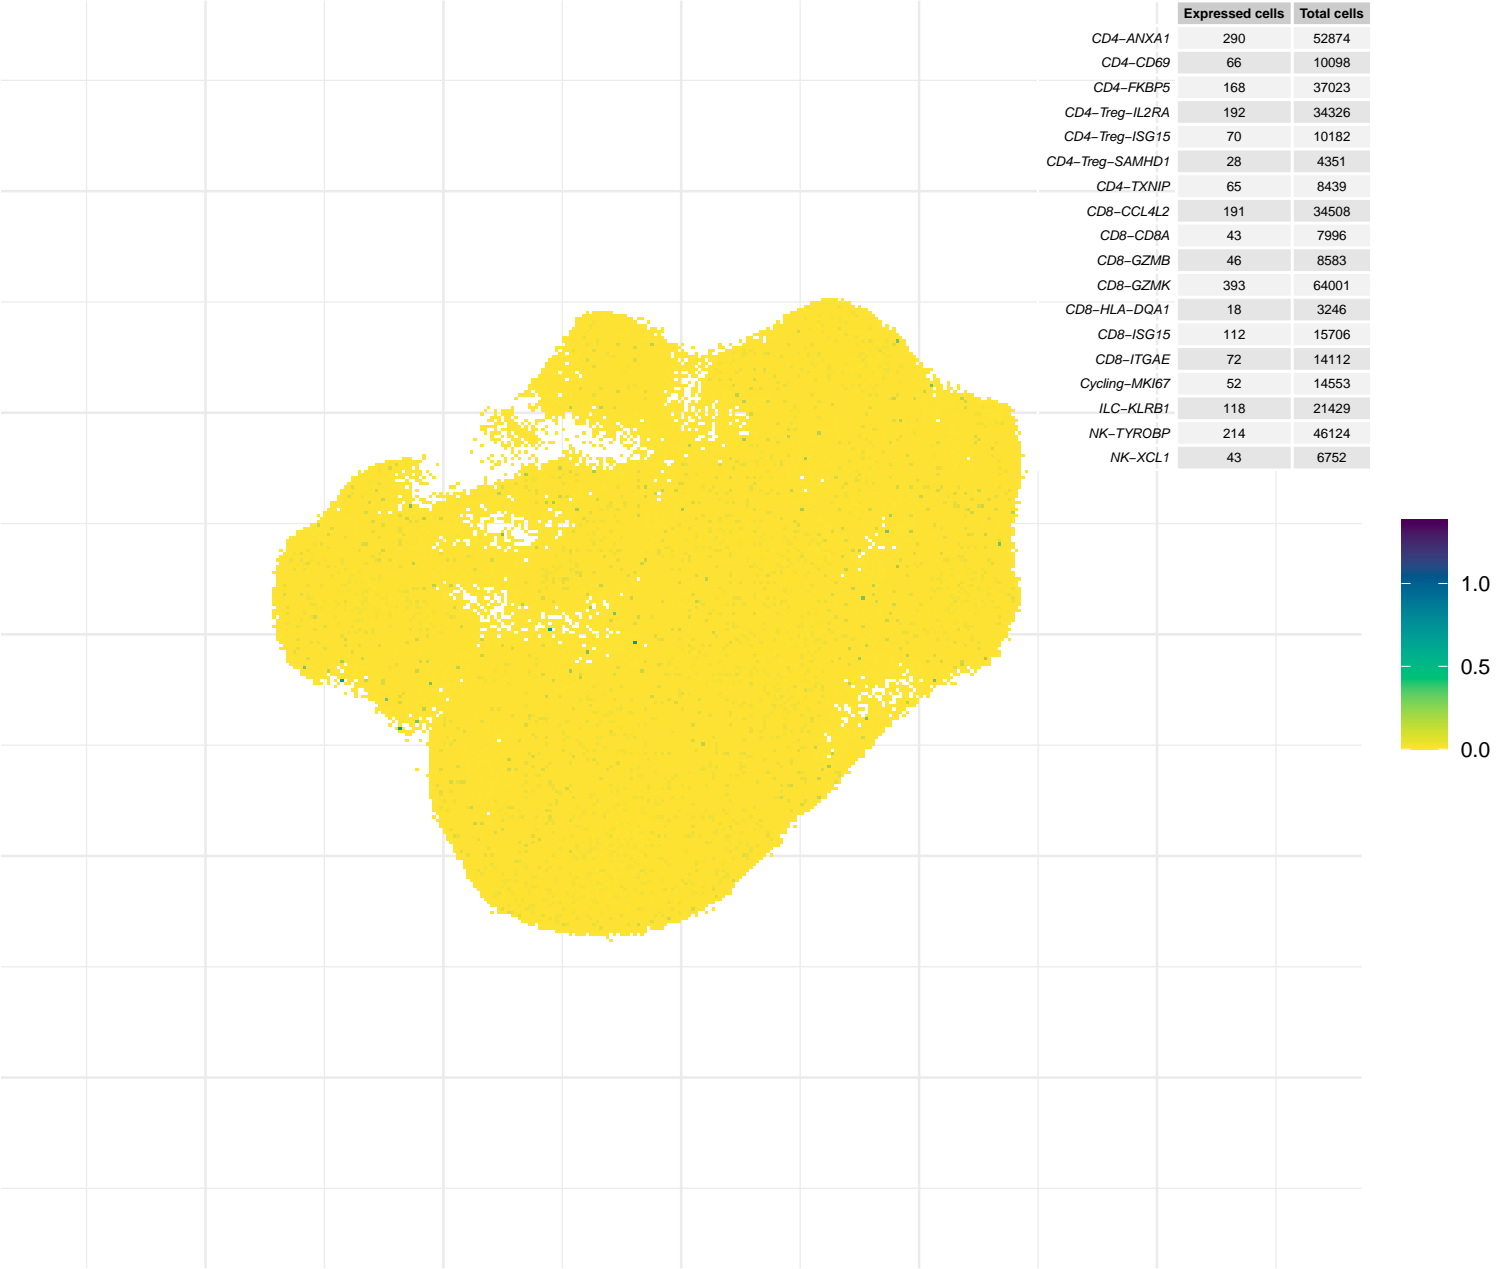 Expressed cells Total cells
CD4−ANXA1 290 52874
CD4−CD69 66 10098
CD4−FKBP5 168 37023
CD4−Treg−IL2RA 192 34326
CD4−Treg−ISG15 70 10182
CD4−Treg−SAMHD1 28 4351
CD4−TXNIP 65 8439
CD8−CCL4L2 191 34508
CD8−CD8A 43 7996
CD8−GZMB 46 8583
CD8−GZMK 393 64001
CD8−HLA−DQA1 18 3246
CD8−ISG15 112 15706
CD8−ITGAE 72 14112
Cycling−MKI67 52 14553
ILC−KLRB1 118 21429
NK−TYROBP 214 46124
NK−XCL1 43 6752
1.0
0.5
0.0